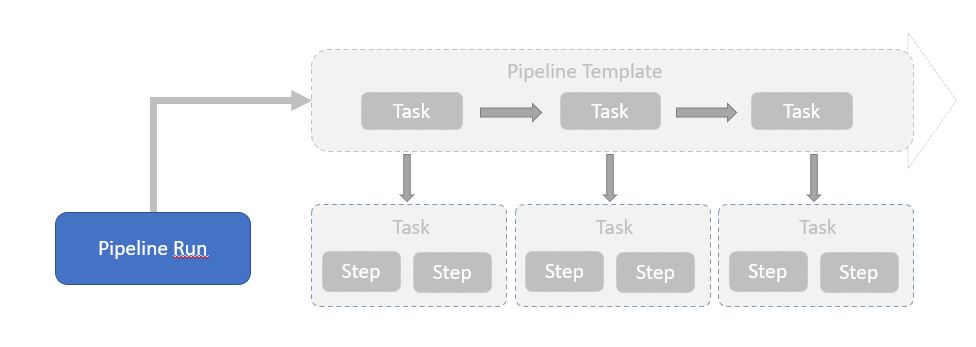 Pipeline Template
Task
Task
Task
Pipeline Run
Task
Task
Task
Step
Step
Step
Step
Step
Step